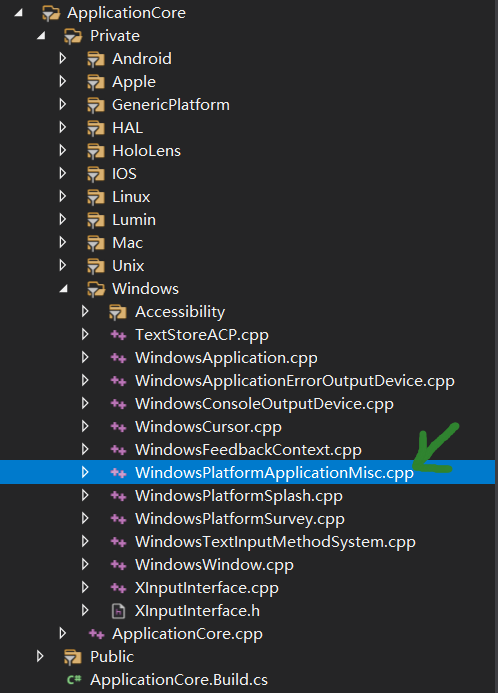 ApplicationCore
Private
Android
Apple
GenericPlatform
HAL
HoloLens
IOS
Linux
Lumin
Mac
Unix
Windows
Accessibility
TextStoreACP.cpp
WindowsApplication.cpp
WindowsApplicationErrorOutputDevice.cpp
WindowsConsoleOutputDevice.cpp
WindowsCursor.cpp
WindowsFeedbackContext.cpp
WindowsPlatformApplicationMisc.cpp
WindowsPlatformSplash.cpp
WindowsPlatformSurvey.cpp
WindowsTextInputMethodSystem.cpp
WindowsWindow.cpp
XInputInterface.cpp
XInputInterface.h
ApplicationCore.cpp
Public
C# ApplicationCore.Build.cs